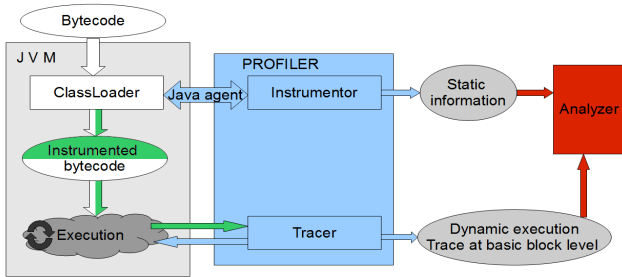 Bytecode
J V M
PROFILER
ClassLoader
Java agent
Instrumentor
Static
information
Analyzer
Instrumented
bytecode
Execution
Tracer
Dynamic execution
Trace at basic block level